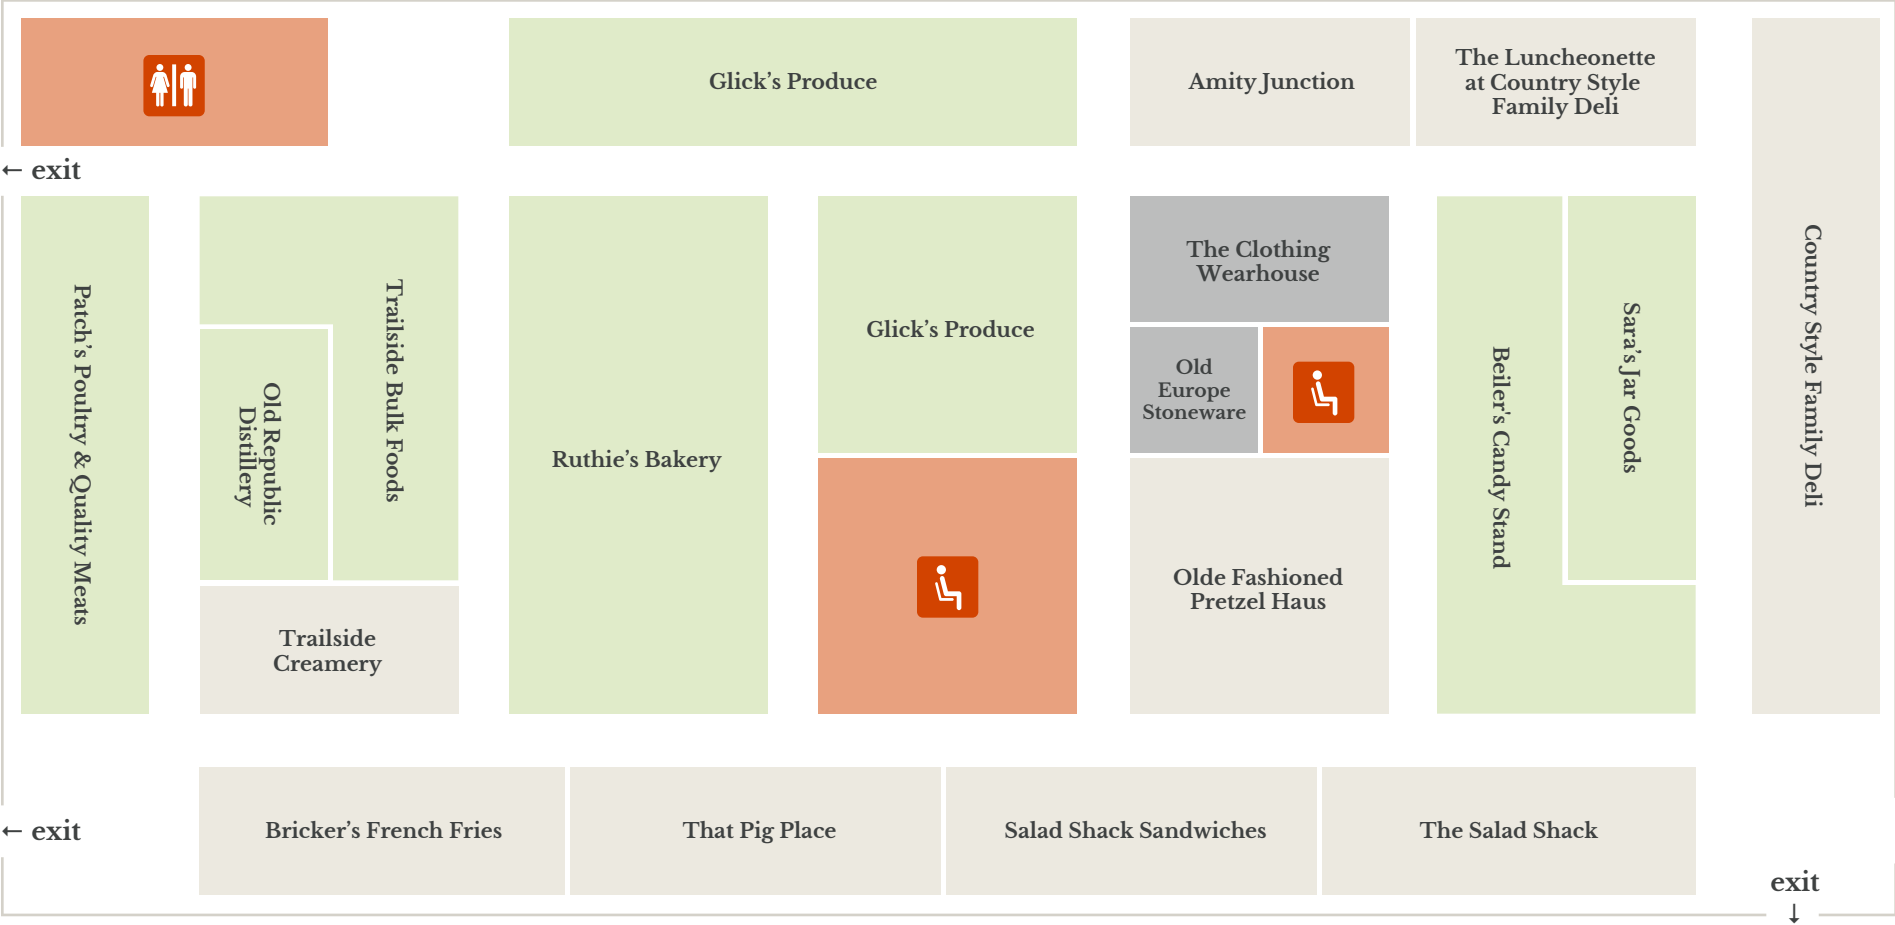 Glick’s Produce
Amity Junction
The Luncheonette
at Country Style
Family Deli
← exit
Patch’s Poultry & Quality Meats
Trailside Bulk Foods
Old Republic
Distillery
Trailside
Creamery
Ruthie’s Bakery
Glick’s Produce
The Clothing
Wearhouse
Old
Europe
Stoneware
Olde Fashioned
Pretzel Haus
Beiler's Candy Stand
Sara’s Jar Goods
Country Style Family Deli
← exit
Bricker’s French Fries
That Pig Place
Salad Shack Sandwiches
The Salad Shack
exit
↓